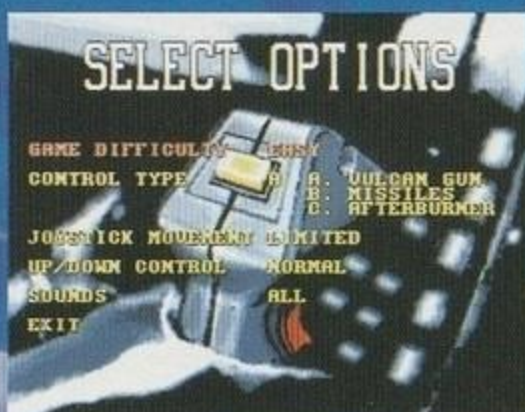 SELECT OPTIONS
GAME DIFFICULTY EASY
CONTROL TYPE A A. VULCAN GUN
B. MISSILES
C. AFTERBURNER
JOYSTICK MOVEMENT LIMITED
UP/DOWN CONTROL NORMAL
SOUNDS ALL
EXIT